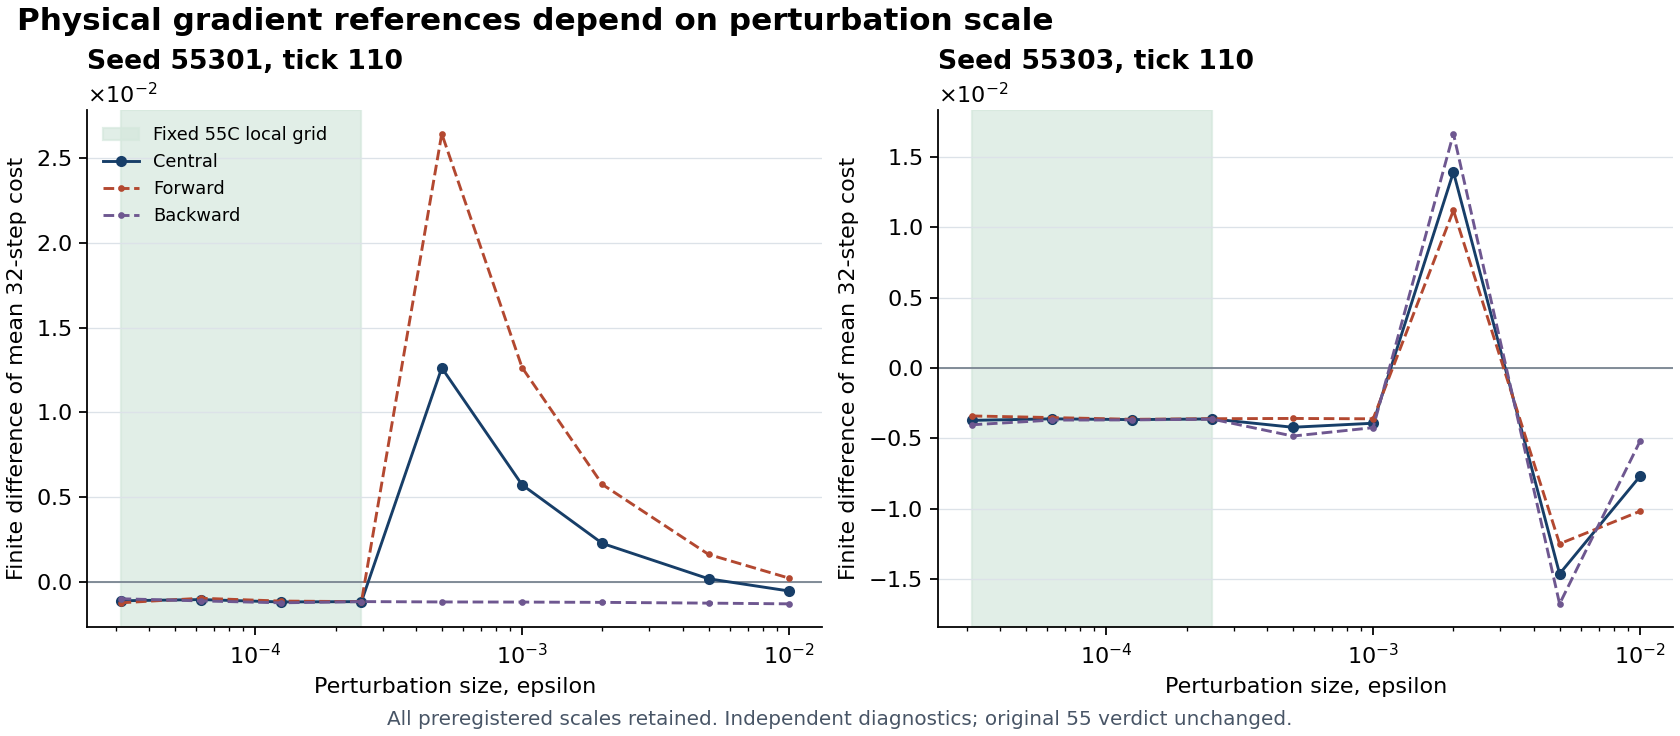 Physical gradient references depend on perturbation scale
Seed 55301, tick 110
×10⁻²
Fixed 55C local grid
Central
Forward
Backward
2.5
2.0
1.5
1.0
0.5
0.0
Finite difference of mean 32-step cost
10⁻⁴
10⁻³
10⁻²
Perturbation size, epsilon
Seed 55303, tick 110
×10⁻²
1.5
1.0
0.5
0.0
−0.5
−1.0
−1.5
Finite difference of mean 32-step cost
10⁻⁴
10⁻³
10⁻²
Perturbation size, epsilon
All preregistered scales retained. Independent diagnostics; original 55 verdict unchanged.